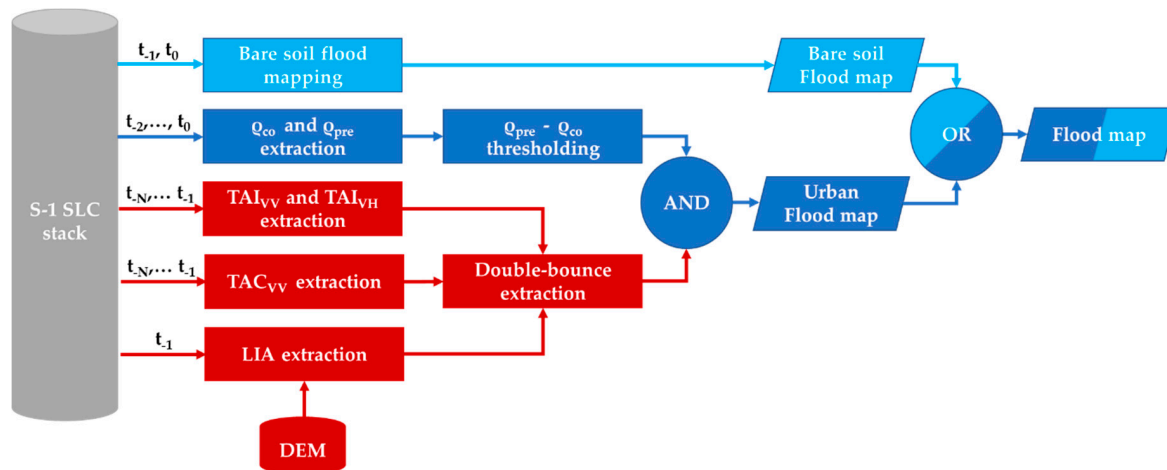 S-1 SLC
stack
t-1, t0
Bare soil flood
mapping
Bare soil
Flood map
t-2,…, t0
ϱco and ϱpre
extraction
ϱpre - ϱco
thresholding
OR
Flood map
t-N,… t-1
TAIVV and TAIVH
extraction
AND
Urban
Flood map
t-N,… t-1
TACVV extraction
Double-bounce
extraction
t-1
LIA extraction
DEM